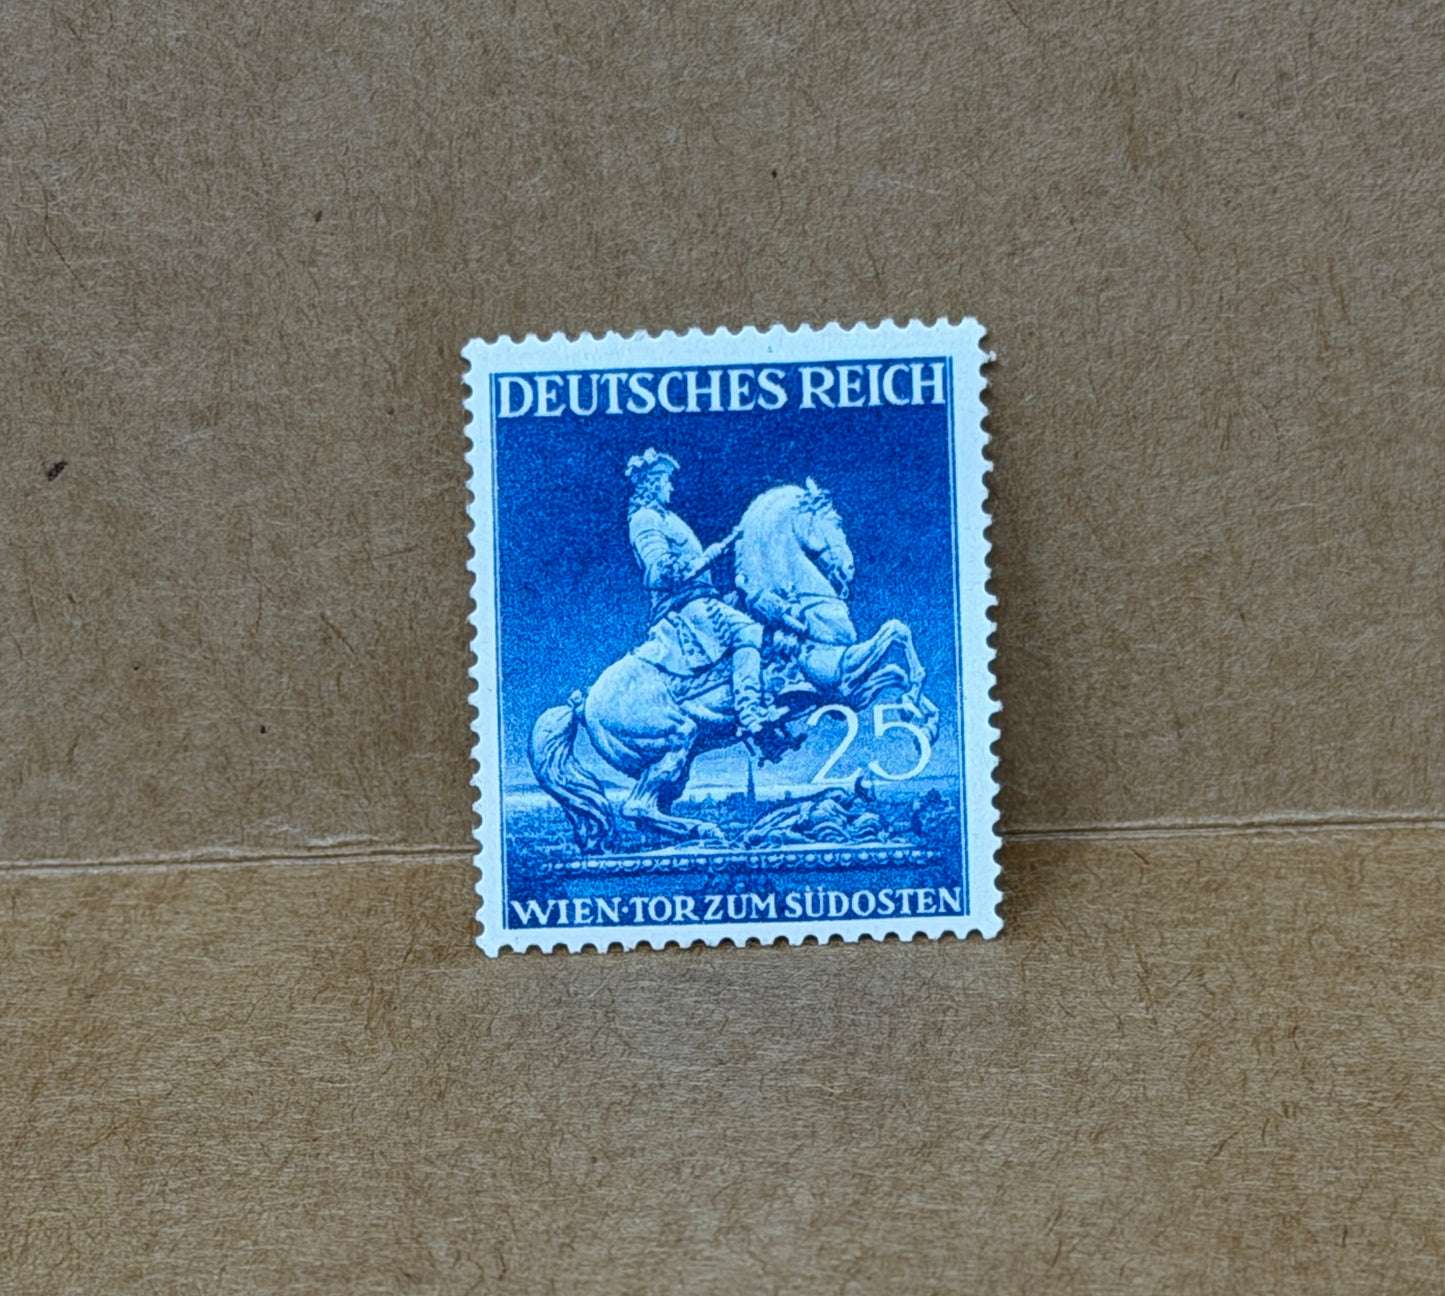 DEUTSCHES REICH
25
WIEN·TOR ZUM SÜDOSTEN